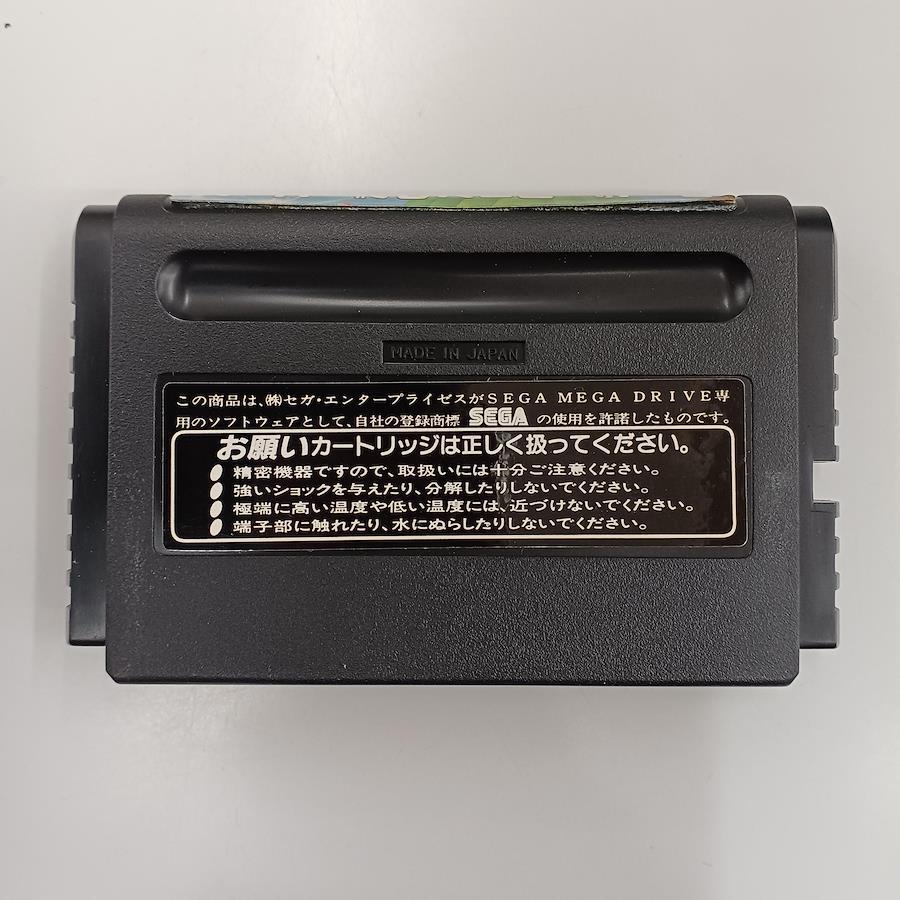 MADE IN JAPAN
この商品は、㈱セガ・エンタープライゼスがSEGA MEGA DRIVE専
用のソフトウェアとして、自社の登録商標 SEGA の使用を許諾したものです。
お願いカートリッジは正しく扱ってください。
●精密機器ですので、取扱いには十分ご注意ください。
●強いショックを与えたり、分解したりしないでください。
●極端に高い温度や低い温度には、近づけないでください。
●端子部に触れたり、水にぬらしたりしないでください。